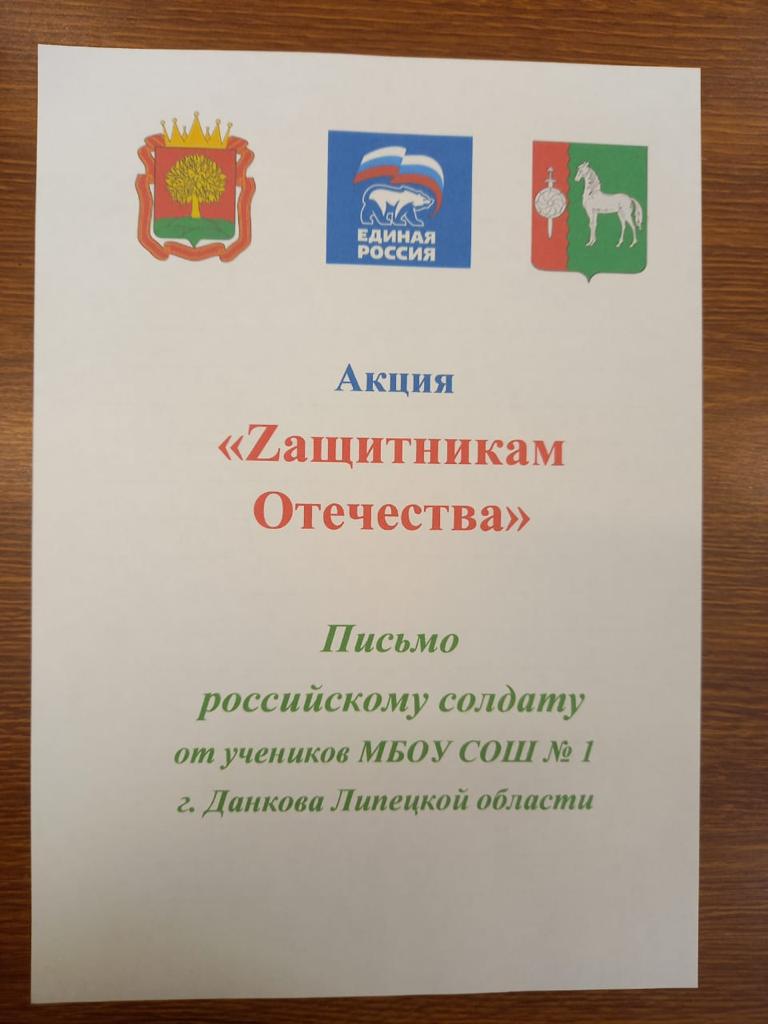 ЕДИНАЯ
РОССИЯ
Акция
«Zащитникам
Отечества»
Письмо
российскому солдату
от учеников МБОУ СОШ № 1
г. Данкова Липецкой области